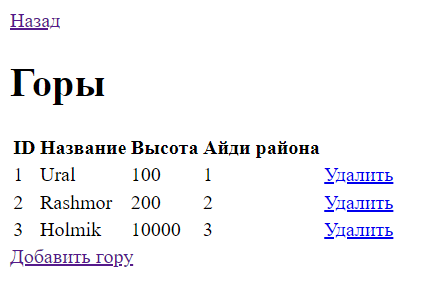 Назад
Горы
ID Название Высота Айди района
1 Ural 100 1 Удалить
2 Rashmor 200 2 Удалить
3 Holmik 10000 3 Удалить
Добавить гору